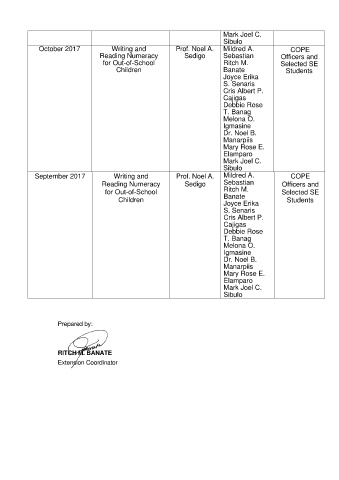 Mark Joel C.
Sibulo
October 2017
Writing and
Reading Numeracy
for Out-of-School
Children
Prof. Noel A.
Sedigo
Mildred A.
Sebastian
Ritch M.
Banate
Joyce Erika
S. Senaris
Cris Albert P.
Cajigas
Debbie Rose
T. Banag
Melona O.
Igmasine
Dr. Noel B.
Manarpiis
Mary Rose E.
Elamparo
Mark Joel C.
Sibulo
COPE
Officers and
Selected SE
Students
September 2017
Writing and
Reading Numeracy
for Out-of-School
Children
Prof. Noel A.
Sedigo
Mildred A.
Sebastian
Ritch M.
Banate
Joyce Erika
S. Senaris
Cris Albert P.
Cajigas
Debbie Rose
T. Banag
Melona O.
Igmasine
Dr. Noel B.
Manarpiis
Mary Rose E.
Elamparo
Mark Joel C.
Sibulo
COPE
Officers and
Selected SE
Students
Prepared by:
RITCH M. BANATE
Extension Coordinator